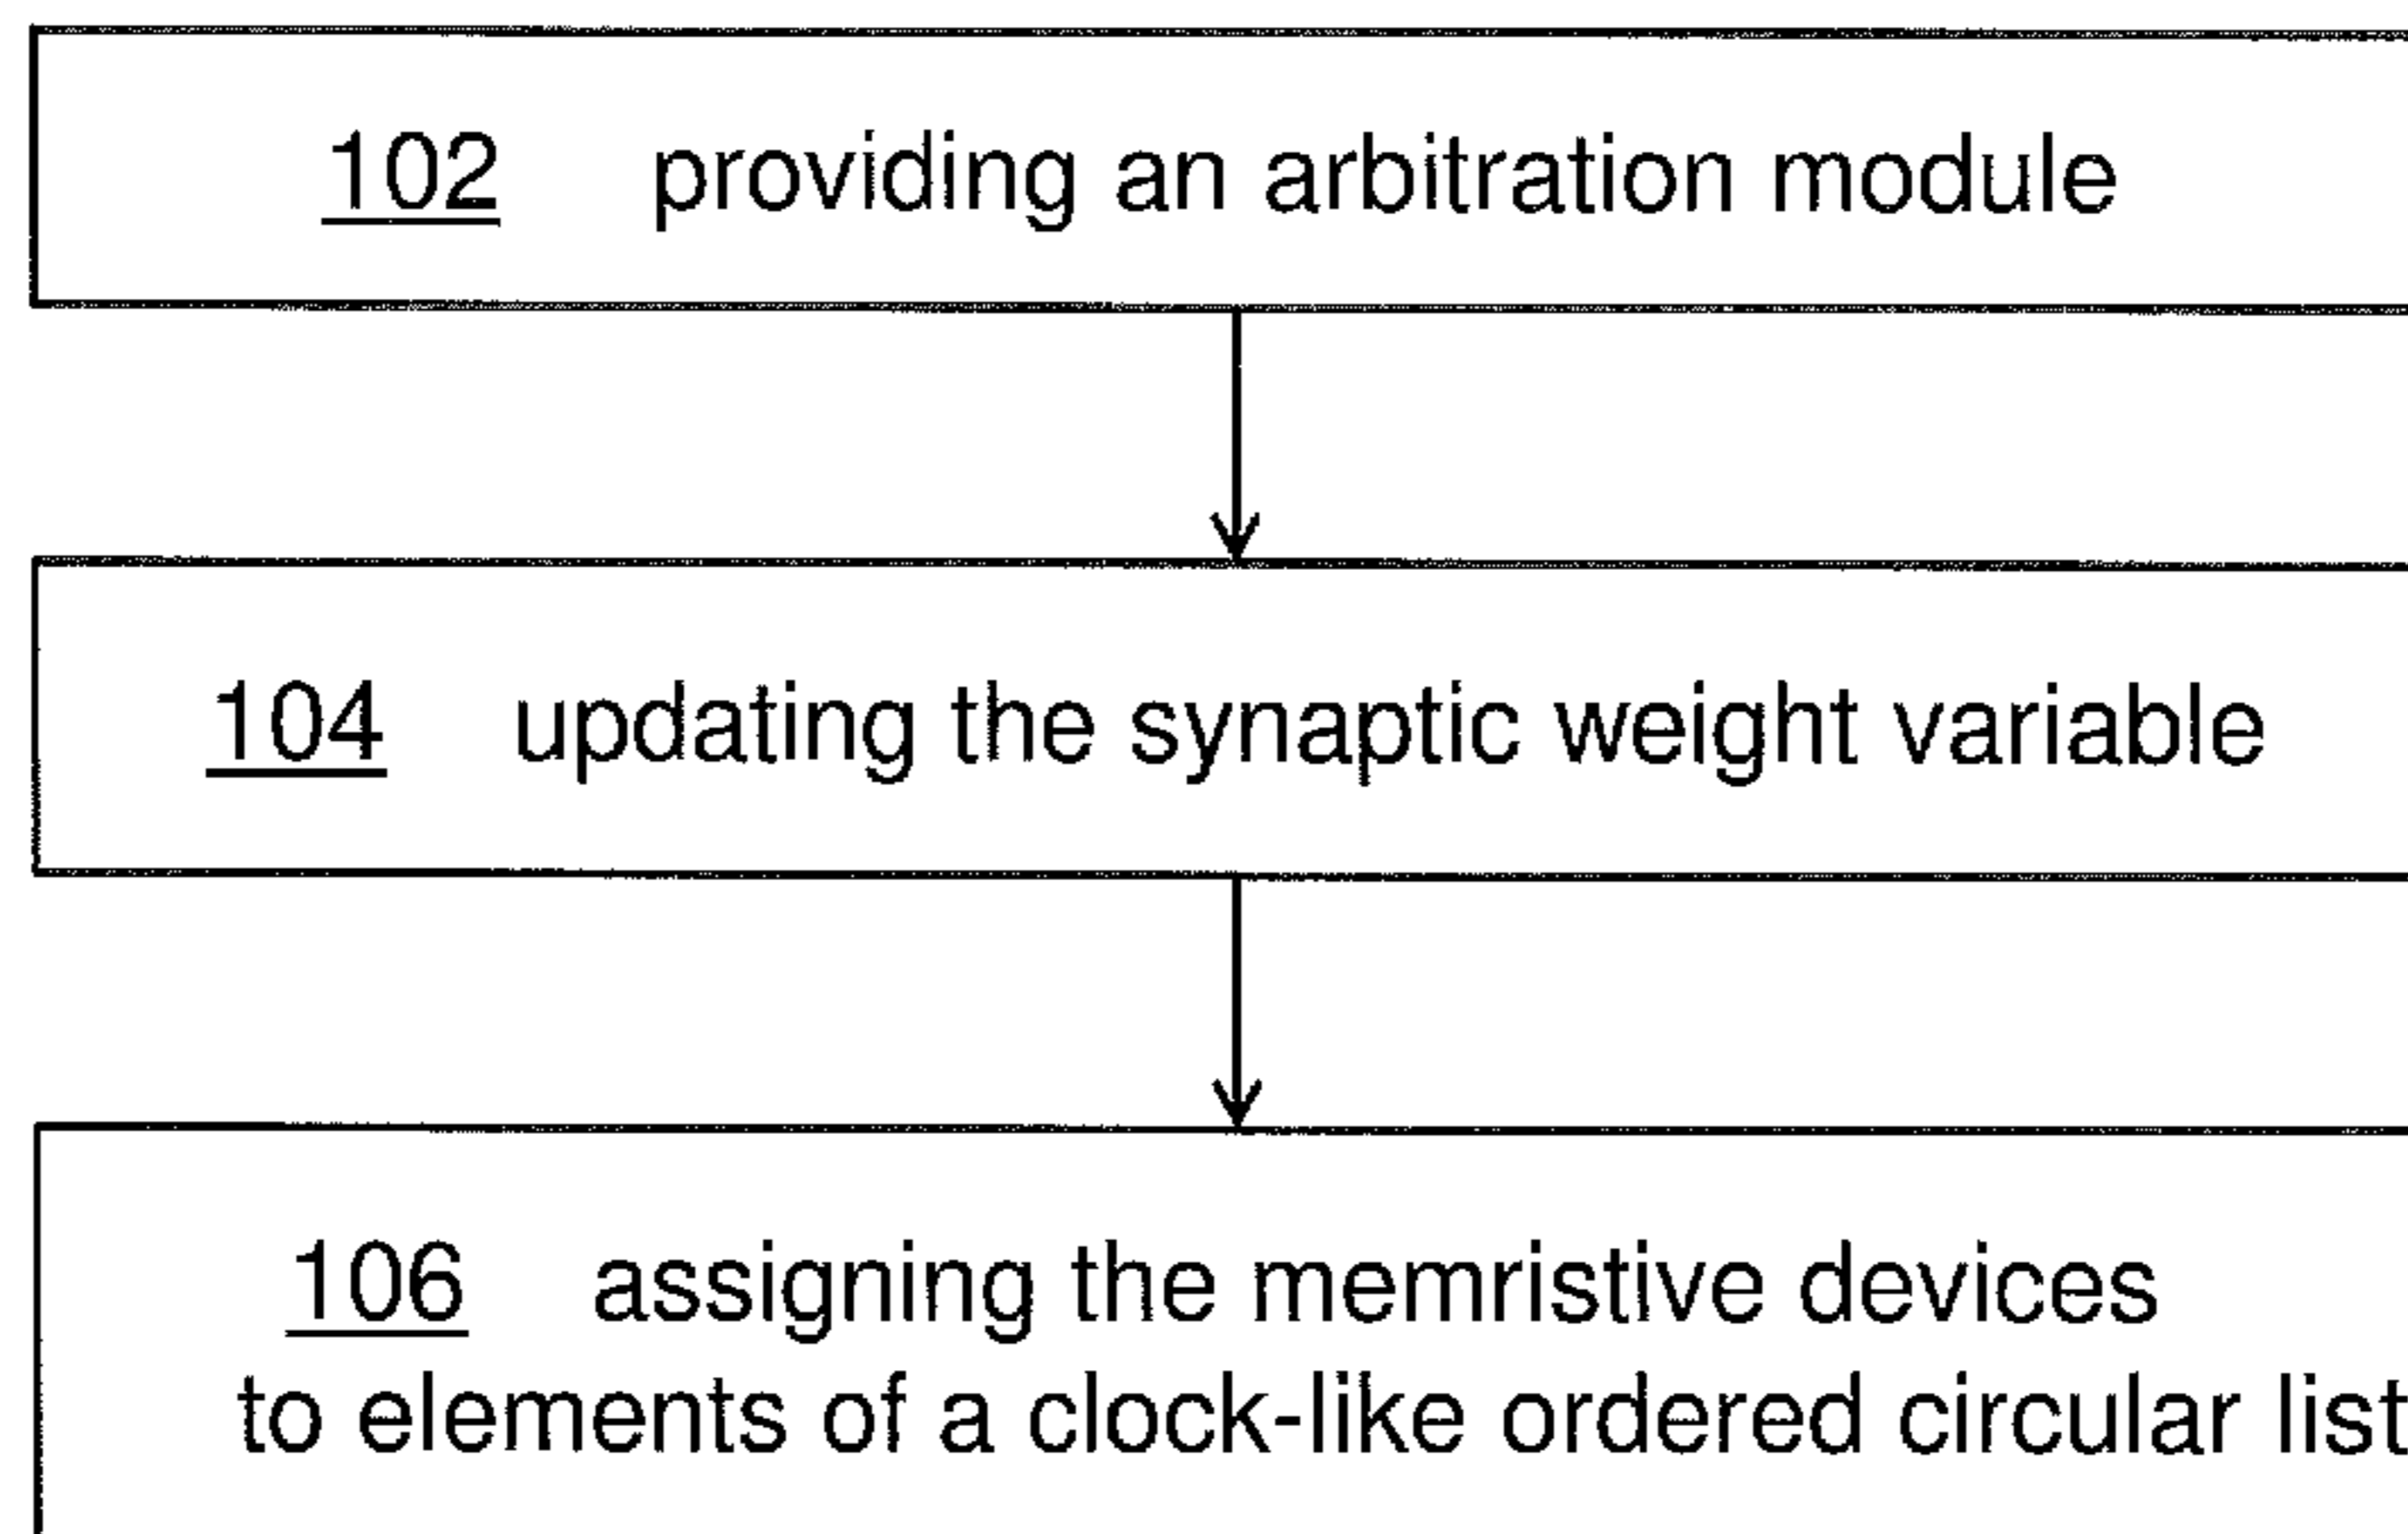 102 providing an arbitration module
104 updating the synaptic weight variable
106 assigning the memristive devices
to elements of a clock-like ordered circular list